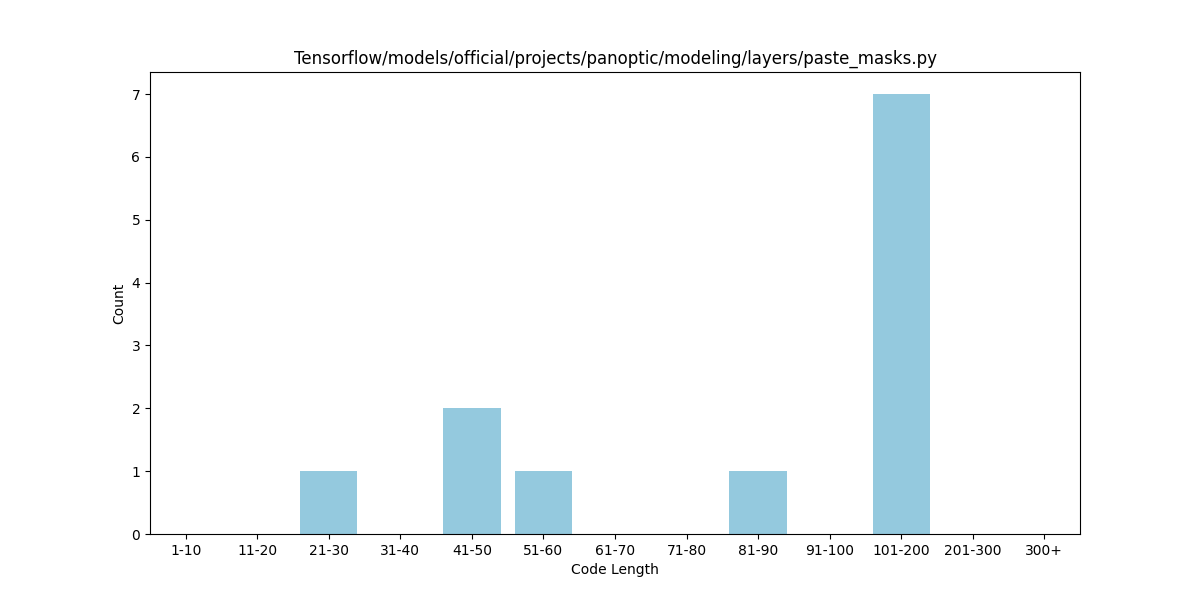 Tensorflow/models/official/projects/panoptic/modeling/layers/paste_masks.py
7
6
5
4
3
2
1
0
Count
1-10 11-20 21-30 31-40 41-50 51-60 61-70 71-80 81-90 91-100 101-200 201-300 300+
Code Length